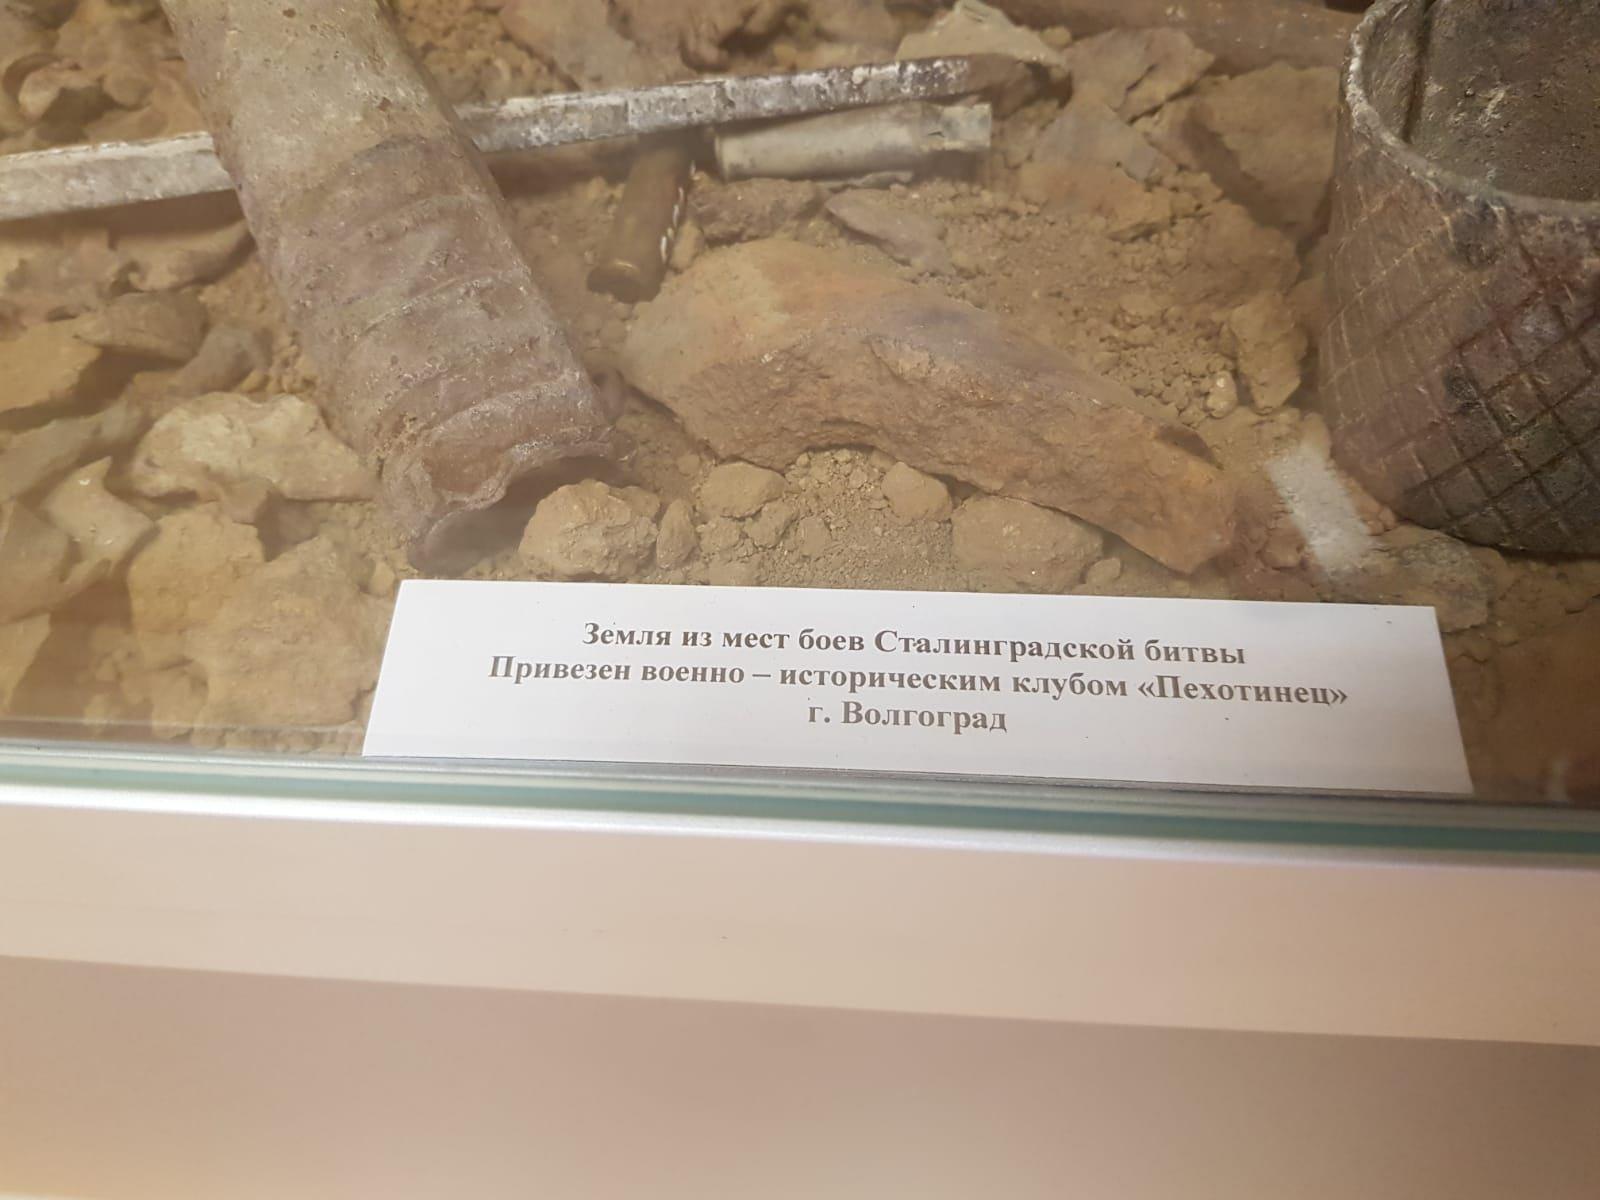 Земля из мест боев Сталинградской битвы
Привезен военно – историческим клубом «Пехотинец»
г. Волгоград